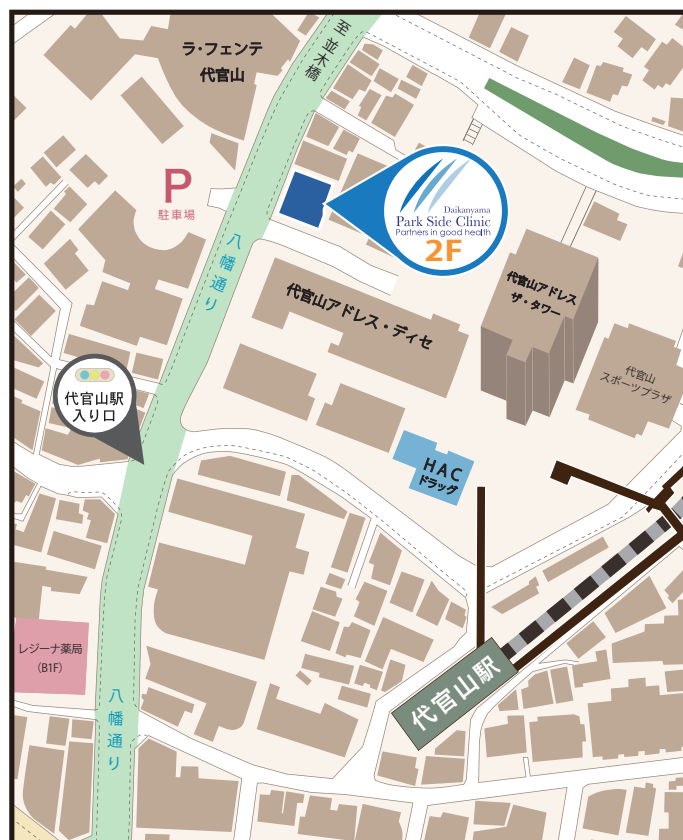 至並木橋
ラ・フェンテ
代官山
P
駐車場
Daikanyama
Park Side Clinic
Partners in good health
2F
八幡通り
代官山アドレス
ザ・タワー
代官山アドレス・ディセ
代官山
スポーツプラザ
代官山駅
入り口
HAC
ドラッグ
レジーナ薬局
(B1F)
代官山駅
八幡通り